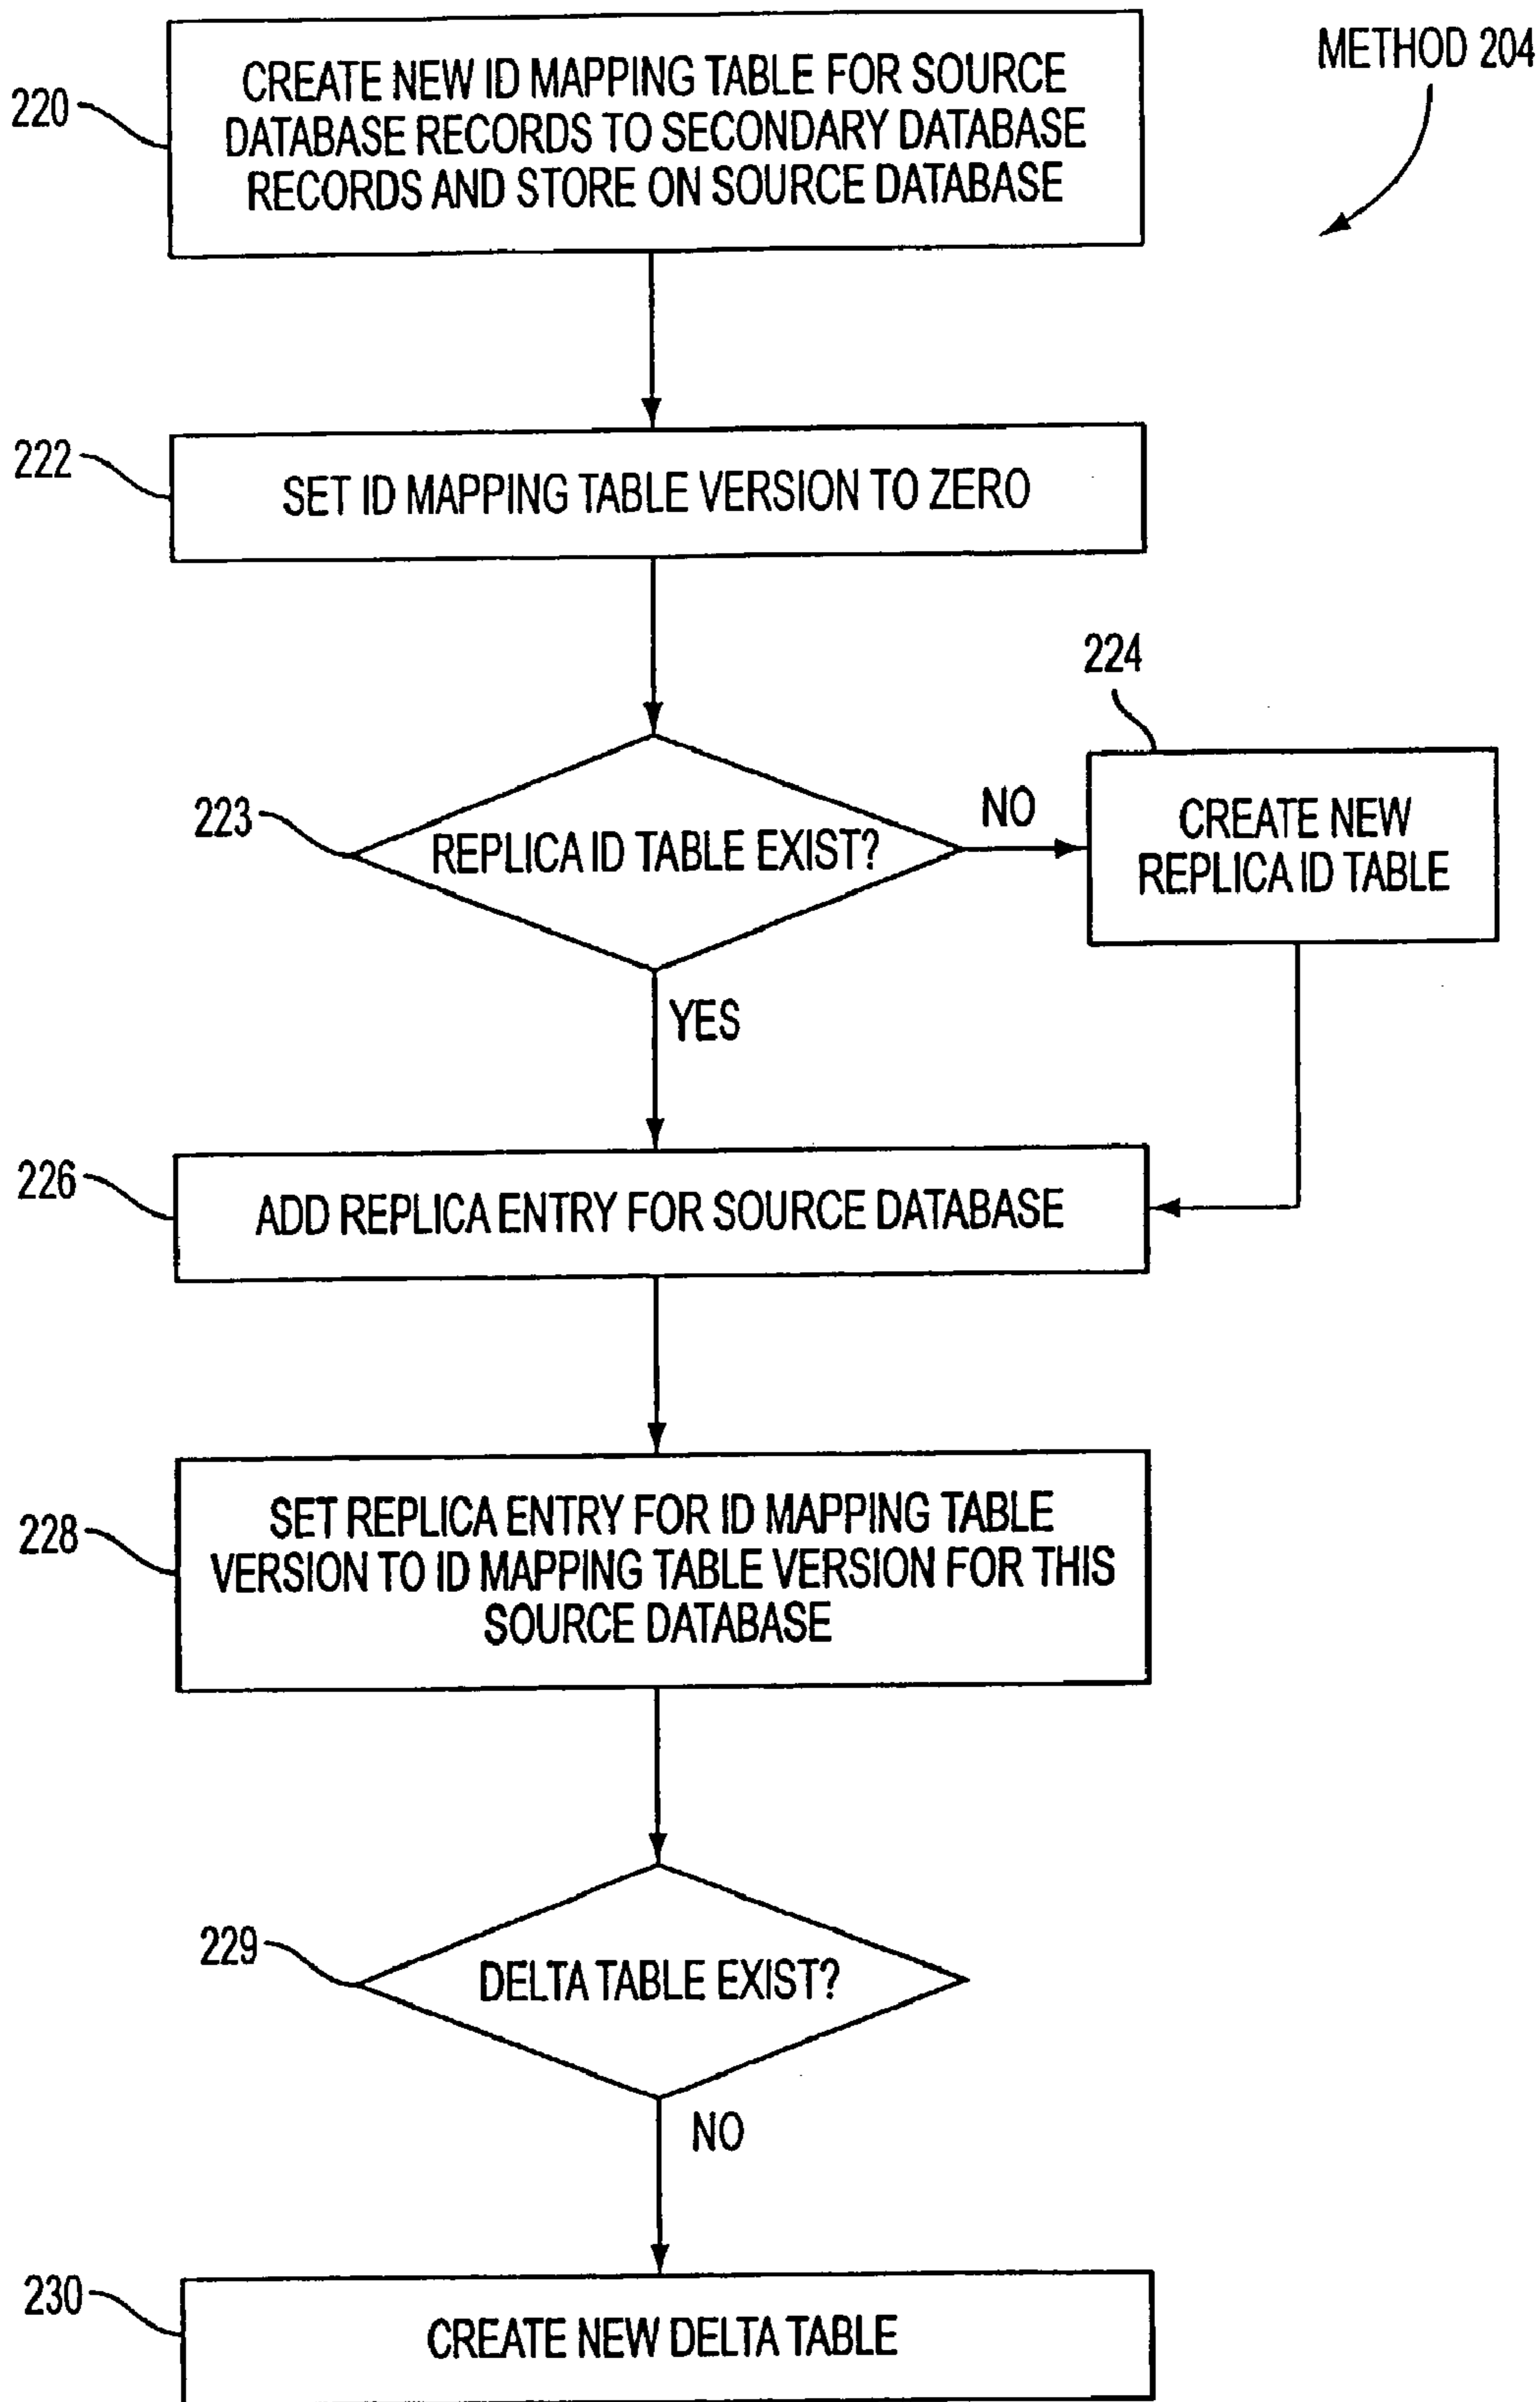 METHOD 204
220
CREATE NEW ID MAPPING TABLE FOR SOURCE
DATABASE RECORDS TO SECONDARY DATABASE
RECORDS AND STORE ON SOURCE DATABASE
222
SET ID MAPPING TABLE VERSION TO ZERO
223
REPLICA ID TABLE EXIST?
NO
224
CREATE NEW
REPLICA ID TABLE
YES
226
ADD REPLICA ENTRY FOR SOURCE DATABASE
228
SET REPLICA ENTRY FOR ID MAPPING TABLE
VERSION TO ID MAPPING TABLE VERSION FOR THIS
SOURCE DATABASE
229
DELTA TABLE EXIST?
NO
230
CREATE NEW DELTA TABLE